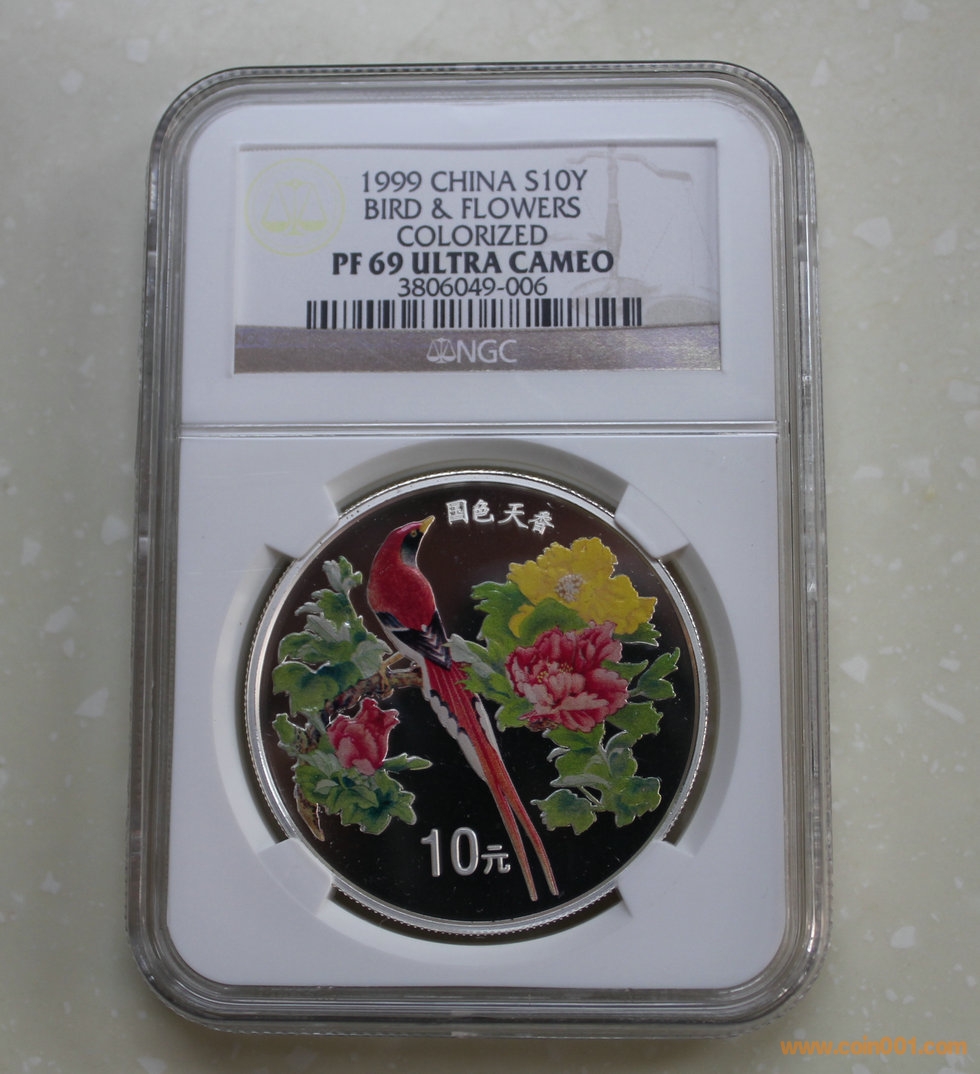 1999 CHINA S10Y
BIRD & FLOWERS
COLORIZED
PF 69 ULTRA CAMEO
3806049-006
NGC
國色天香
10元
www.coin001.com